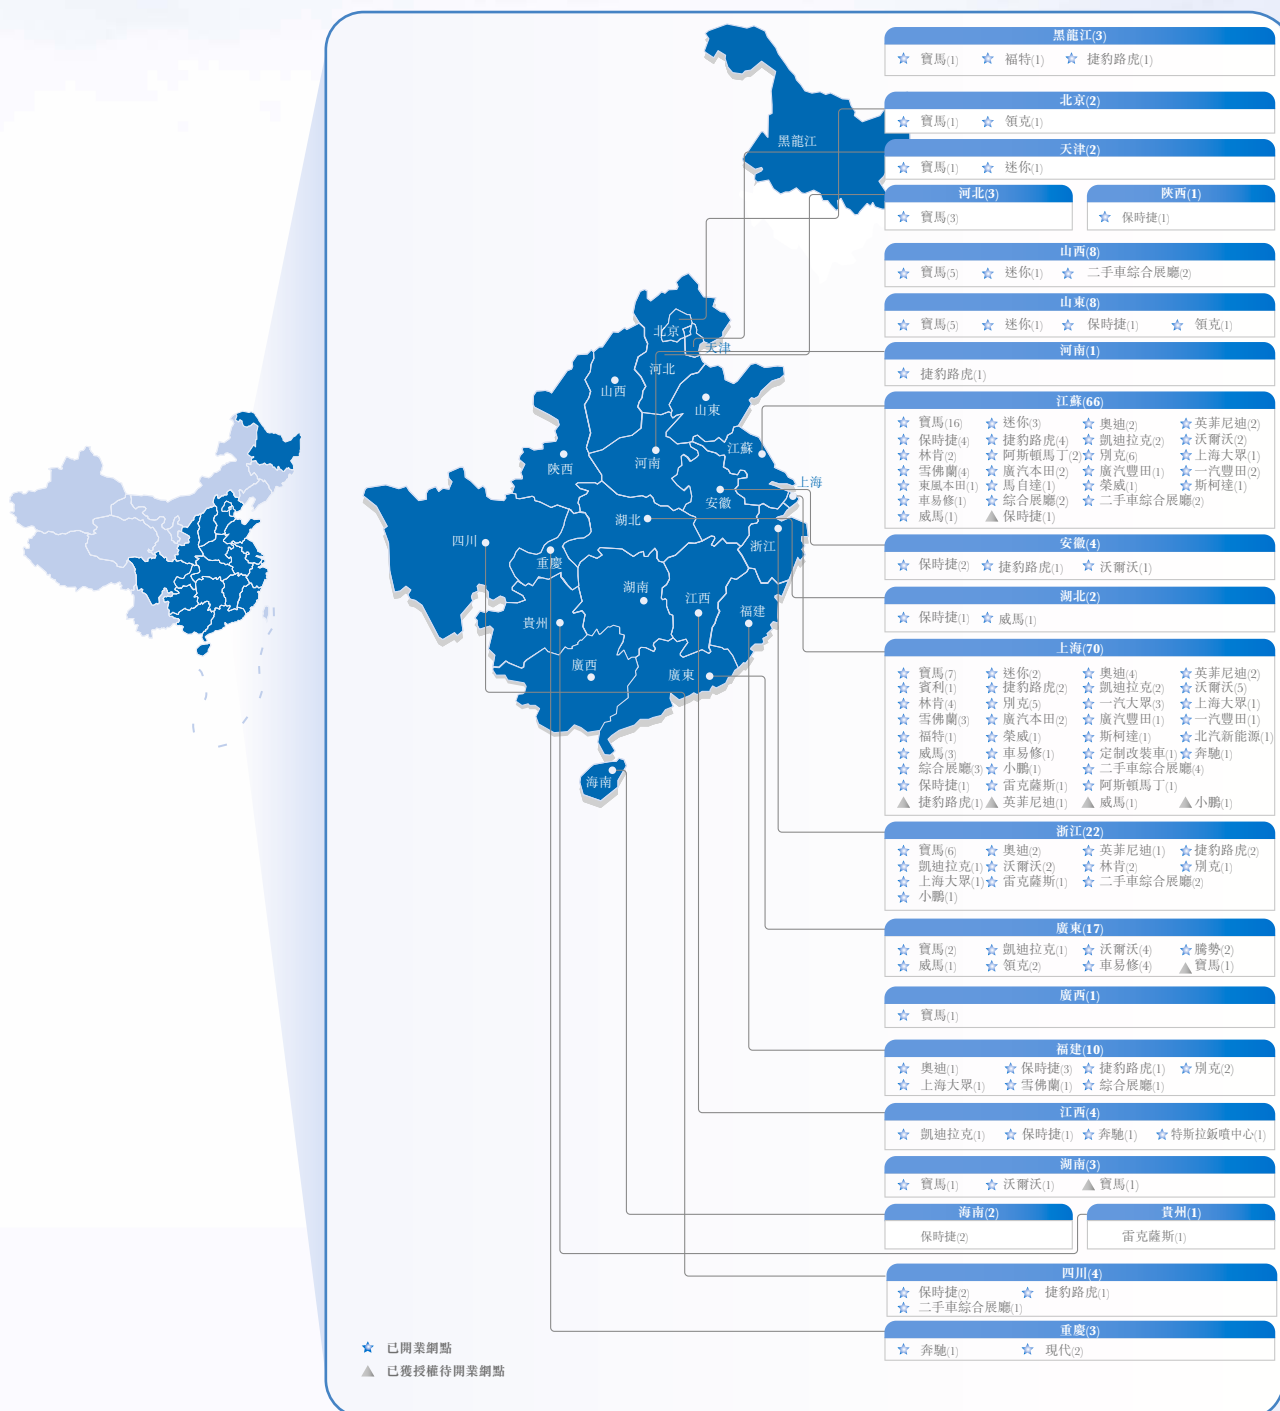 黑龍江(3)
寶馬(1) 福特(1) 捷豹路虎(1)
北京(2)
寶馬(1) 領克(1)
天津(2)
寶馬(1) 迷你(1)
河北(3) 陝西(1)
寶馬(3) 保時捷(1)
山西(8)
寶馬(5) 迷你(1) 二手車綜合展廳(2)
山東(8)
寶馬(5) 迷你(1) 保時捷(1) 領克(1)
河南(1)
捷豹路虎(1)
江蘇(66)
寶馬(16) 迷你(3) 奧迪(2) 英菲尼迪(2)
保時捷(4) 捷豹路虎(4) 凱迪拉克(2) 沃爾沃(2)
林肯(2) 阿斯頓馬丁(2) 別克(6) 上海大眾(1)
雪佛蘭(4) 廣汽本田(2) 廣汽豐田(1) 一汽豐田(2)
東風本田(1) 馬自達(1) 榮威(1) 斯柯達(1)
車易修(1) 綜合展廳(2) 二手車綜合展廳(2)
威馬(1) 保時捷(1)
安徽(4)
保時捷(2) 捷豹路虎(1) 沃爾沃(1)
湖北(2)
保時捷(1) 威馬(1)
上海(70)
寶馬(7) 迷你(2) 奧迪(4) 英菲尼迪(2)
賓利(1) 捷豹路虎(2) 凱迪拉克(2) 沃爾沃(5)
林肯(4) 別克(5) 一汽大眾(3) 上海大眾(1)
雪佛蘭(3) 廣汽本田(2) 廣汽豐田(1) 一汽豐田(1)
福特(1) 榮威(1) 斯柯達(1) 北汽新能源(1)
威馬(3) 車易修(1) 定制改裝車(1) 奔馳(1)
綜合展廳(3) 小鵬(1) 二手車綜合展廳(4)
保時捷(1) 雷克薩斯(1) 阿斯頓馬丁(1)
捷豹路虎(1) 英菲尼迪(1) 威馬(1) 小鵬(1)
浙江(22)
寶馬(6) 奧迪(2) 英菲尼迪(1) 捷豹路虎(2)
凱迪拉克(1) 沃爾沃(2) 林肯(2) 別克(1)
上海大眾(1) 雷克薩斯(1) 二手車綜合展廳(2)
小鵬(1)
廣東(17)
寶馬(2) 凱迪拉克(1) 沃爾沃(4) 騰勢(2)
威馬(1) 領克(2) 車易修(4) 寶馬(1)
廣西(1)
寶馬(1)
福建(10)
奧迪(1) 保時捷(3) 捷豹路虎(1) 別克(2)
上海大眾(1) 雪佛蘭(1) 綜合展廳(1)
江西(4)
凱迪拉克(1) 保時捷(1) 奔馳(1) 特斯拉鈑噴中心(1)
湖南(3)
寶馬(1) 沃爾沃(1) 寶馬(1)
海南(2) 貴州(1)
保時捷(2) 雷克薩斯(1)
四川(4)
保時捷(2) 捷豹路虎(1)
二手車綜合展廳(1)
重慶(3)
奔馳(1) 現代(2)
黑龍江
北京
天津
河北
山西
山東
江蘇
河南
陝西
上海
安徽
湖北
四川
浙江
重慶
湖南
江西
福建
貴州
廣西
廣東
海南
已開業網點
已獲授權待開業網點